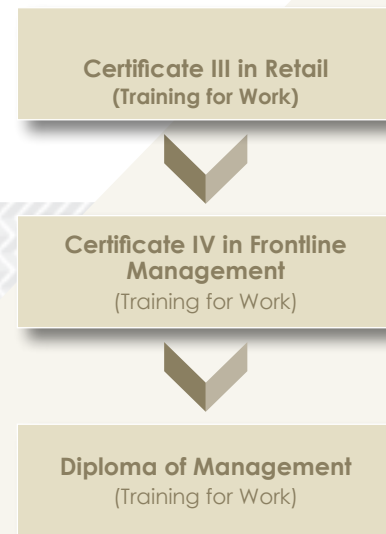 Certificate III in Retail
(Training for Work)
Certificate IV in Frontline
Management
(Training for Work)
Diploma of Management
(Training for Work)